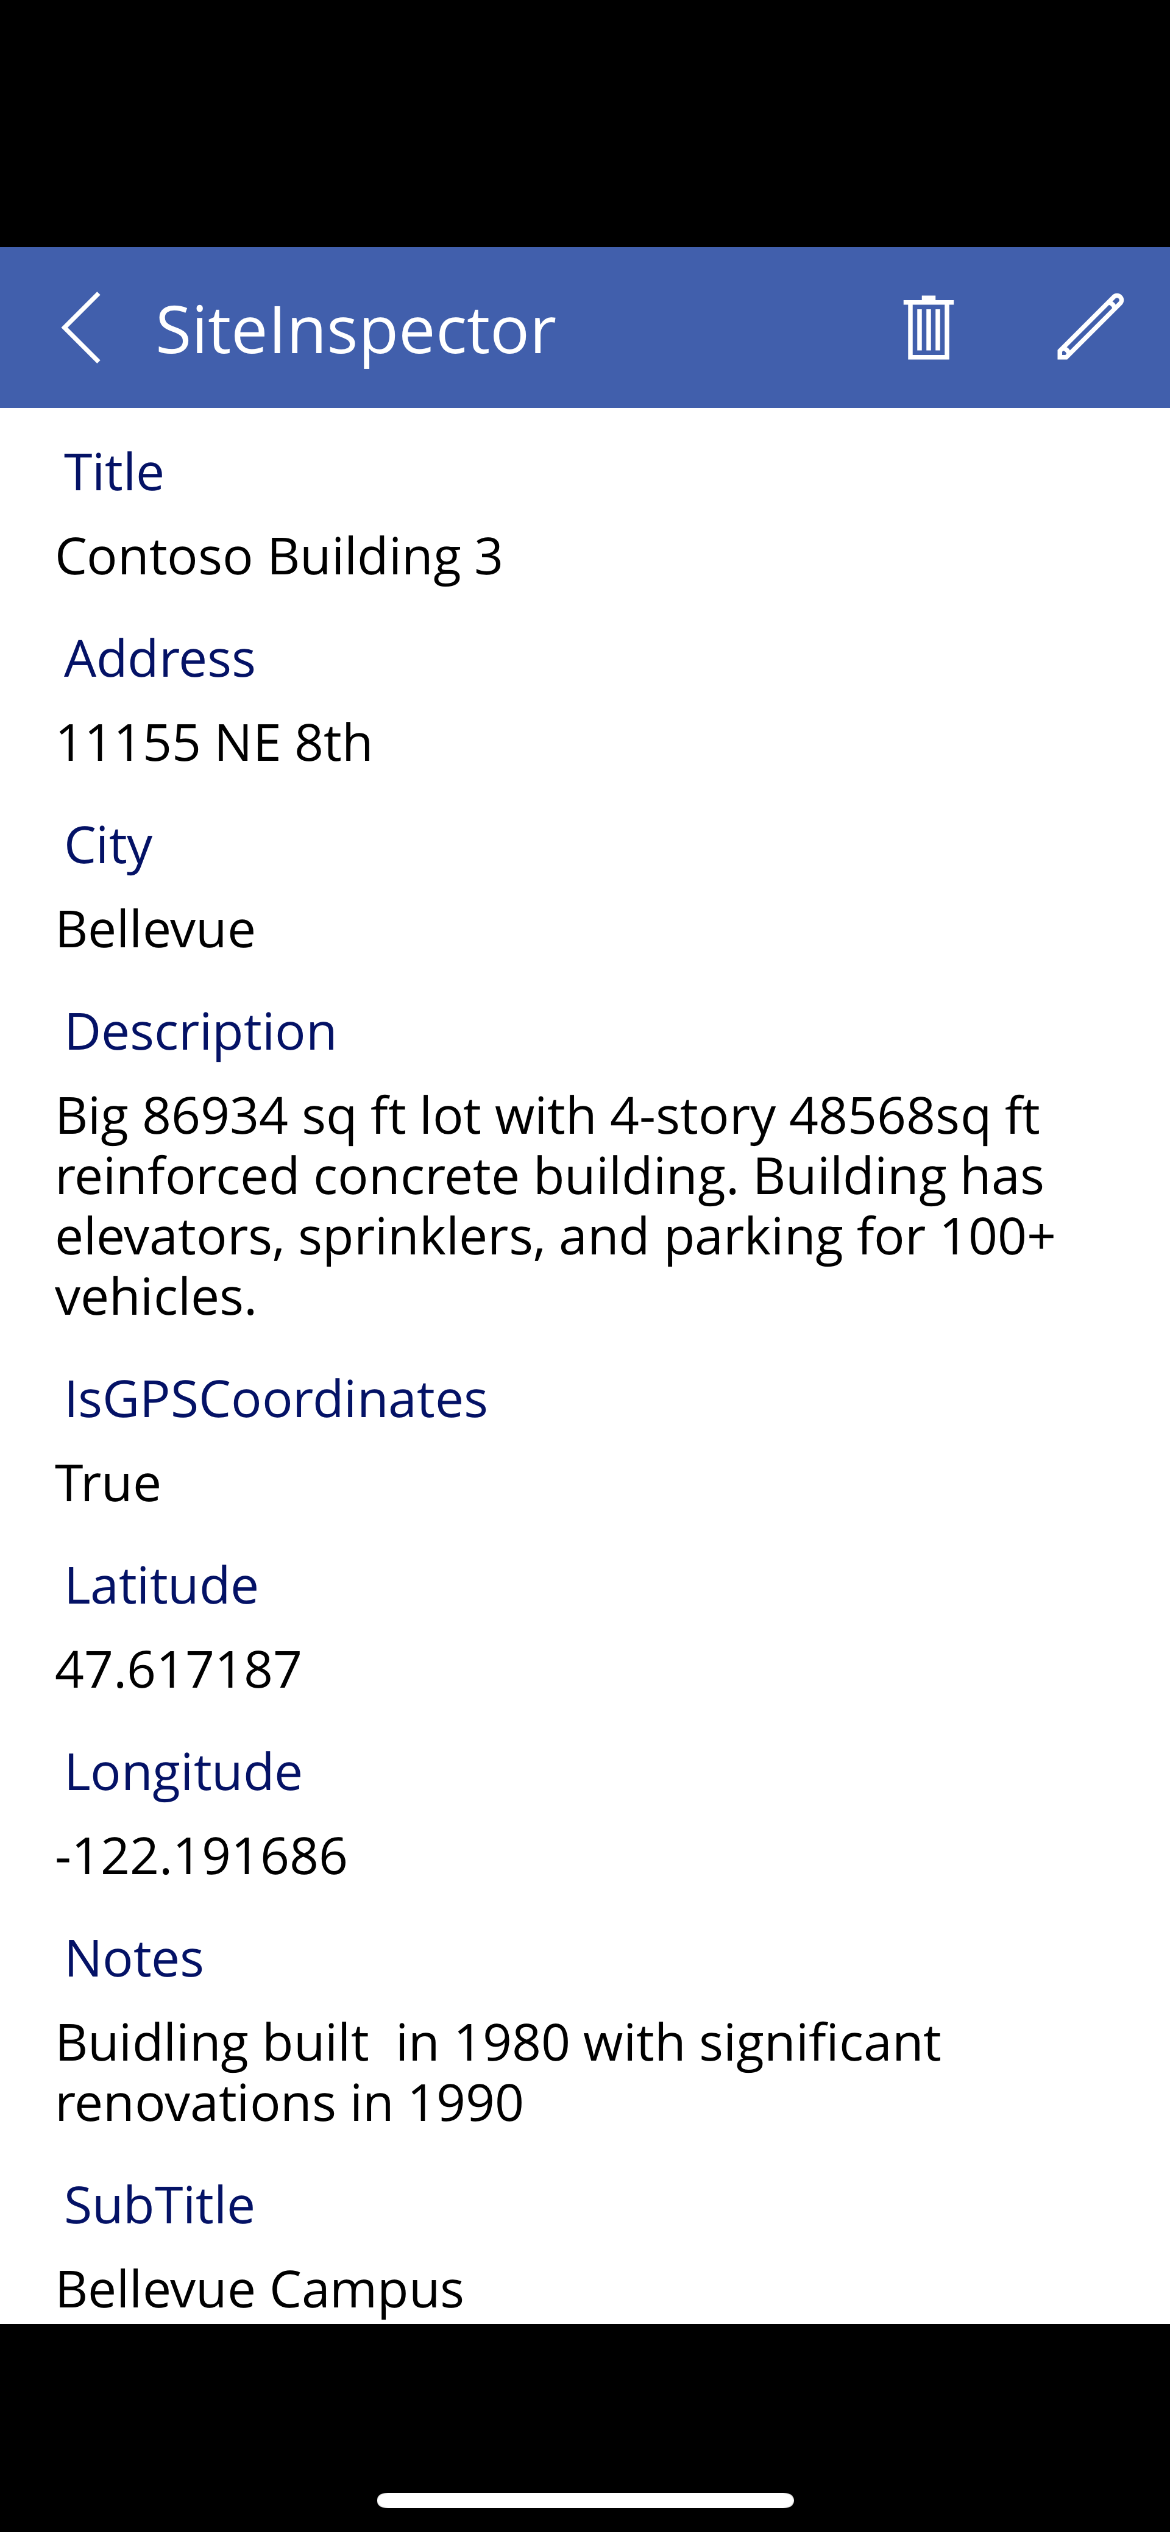 SiteInspector
Title
Contoso Building 3
Address
11155 NE 8th
City
Bellevue
Description
Big 86934 sq ft lot with 4-story 48568sq ft
reinforced concrete building. Building has
elevators, sprinklers, and parking for 100+
vehicles.
IsGPSCoordinates
True
Latitude
47.617187
Longitude
-122.191686
Notes
Buidling built  in 1980 with significant
renovations in 1990
SubTitle
Bellevue Campus